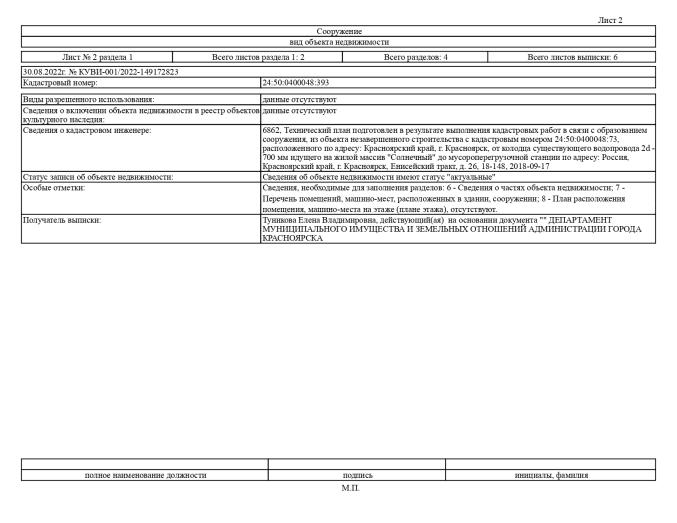 Лист 2
Сооружение
вид объекта недвижимости
Лист № 2 раздела 1 Всего листов раздела 1: 2 Всего разделов: 4 Всего листов выписки: 6
30.08.2022г. № КУВИ-001/2022-149172823
Кадастровый номер: 24:50:0400048:393
Виды разрешенного использования: данные отсутствуют
Сведения о включении объекта недвижимости в реестр объектов культурного наследия: данные отсутствуют
Сведения о кадастровом инженере: 6862, Технический план подготовлен в результате выполнения кадастровых работ в связи с образованием
сооружения, из объекта незавершенного строительства с кадастровым номером 24:50:0400048:73,
расположенного по адресу: Красноярский край, г. Красноярск, от колодца существующего водопровода 2d -
700 мм идущего на жилой массив "Солнечный" до мусороперегрузочной станции по адресу: Россия,
Красноярский край, г. Красноярск, Енисейский тракт, д. 26, 18-148, 2018-09-17
Статус записи об объекте недвижимости: Сведения об объекте недвижимости имеют статус "актуальные"
Особые отметки: Сведения, необходимые для заполнения разделов: 6 - Сведения о частях объекта недвижимости; 7 -
Перечень помещений, машино-мест, расположенных в здании, сооружении; 8 - План расположения
помещения, машино-места на этаже (плане этажа), отсутствуют.
Получатель выписки: Туникова Елена Владимировна, действующий(ая) на основании документа "" ДЕПАРТАМЕНТ
МУНИЦИПАЛЬНОГО ИМУЩЕСТВА И ЗЕМЕЛЬНЫХ ОТНОШЕНИЙ АДМИНИСТРАЦИИ ГОРОДА
КРАСНОЯРСКА
полное наименование должности подпись инициалы, фамилия
М.П.